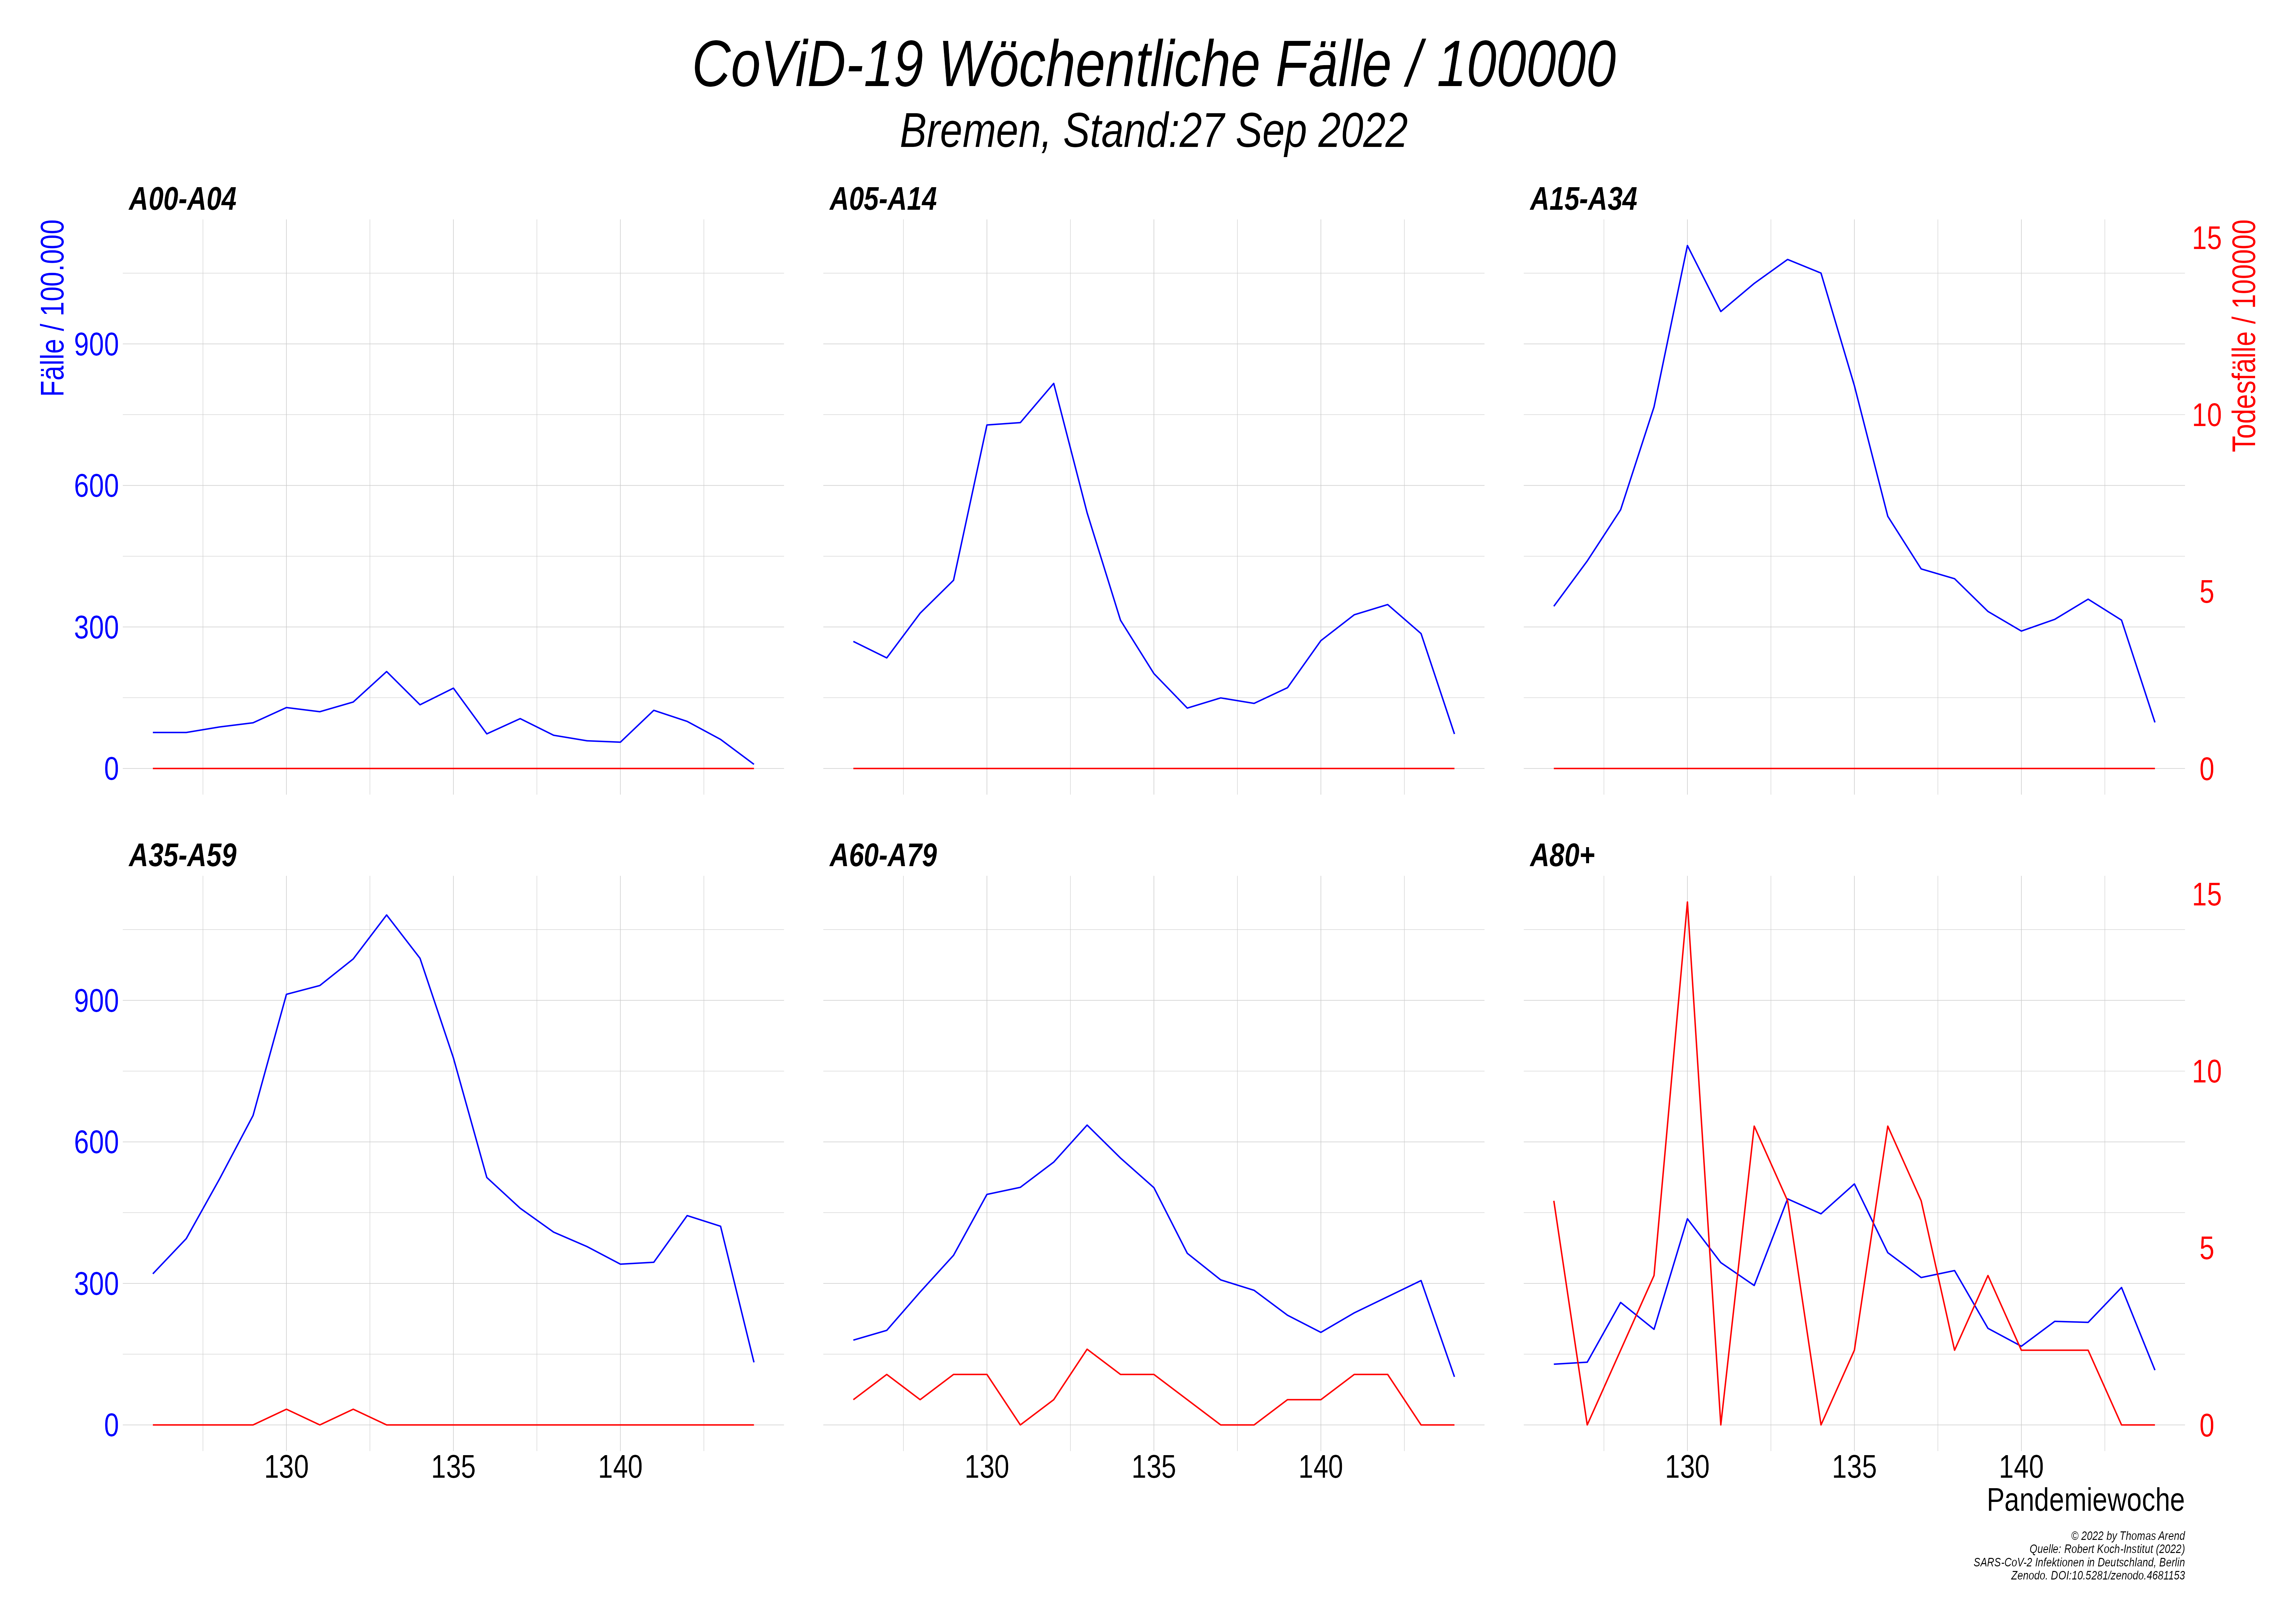 CoViD-19 Wöchentliche Fälle / 100000
Bremen, Stand:27 Sep 2022
A00-A04
A05-A14
A15-A34
Fälle / 100.000
900
600
300
0
15
10
5
0
Todesfälle / 100000
A35-A59
A60-A79
A80+
900
600
300
0
15
10
5
0
130 135 140
130 135 140
130 135 140
Pandemiewoche
© 2022 by Thomas Arend
Quelle: Robert Koch-Institut (2022)
SARS-CoV-2 Infektionen in Deutschland, Berlin
Zenodo. DOI:10.5281/zenodo.4681153